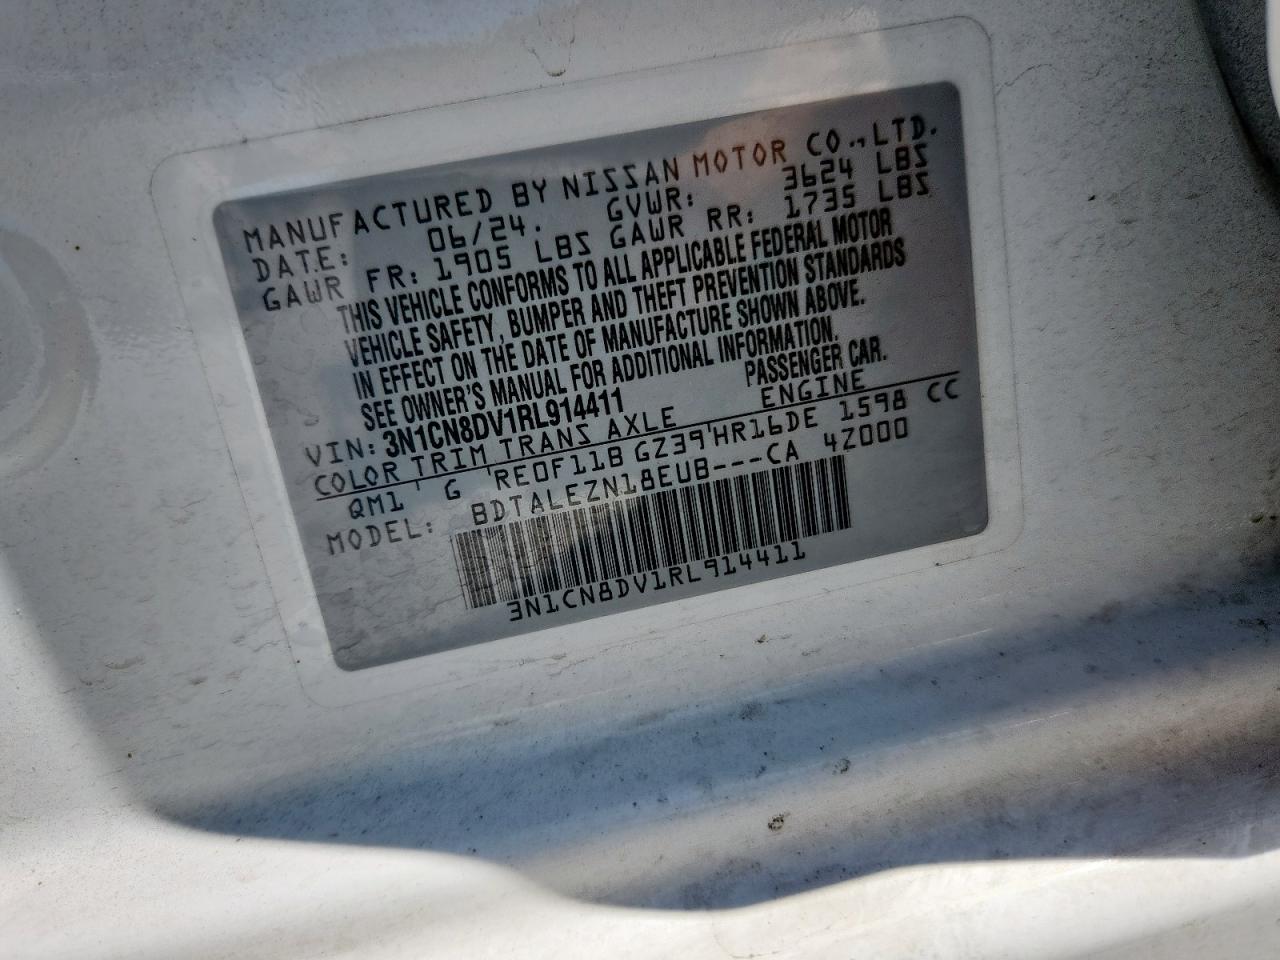 MANUFACTURED BY NISSAN MOTOR CO.,LTD.
DATE: 06/24. GVWR: 3624 LBS
GAWR FR: 1905 LBS GAWR RR: 1735 LBS
THIS VEHICLE CONFORMS TO ALL APPLICABLE FEDERAL MOTOR
VEHICLE SAFETY, BUMPER AND THEFT PREVENTION STANDARDS
IN EFFECT ON THE DATE OF MANUFACTURE SHOWN ABOVE.
SEE OWNER'S MANUAL FOR ADDITIONAL INFORMATION.
VIN: 3N1CN8DV1RL914411 PASSENGER CAR.
COLOR TRIM TRANS AXLE ENGINE
QM1 G RE0F11B GZ39 HR16DE 1598 CC
MODEL: BDTALEZN18EUB---CA 4Z000
3N1CN8DV1RL914411